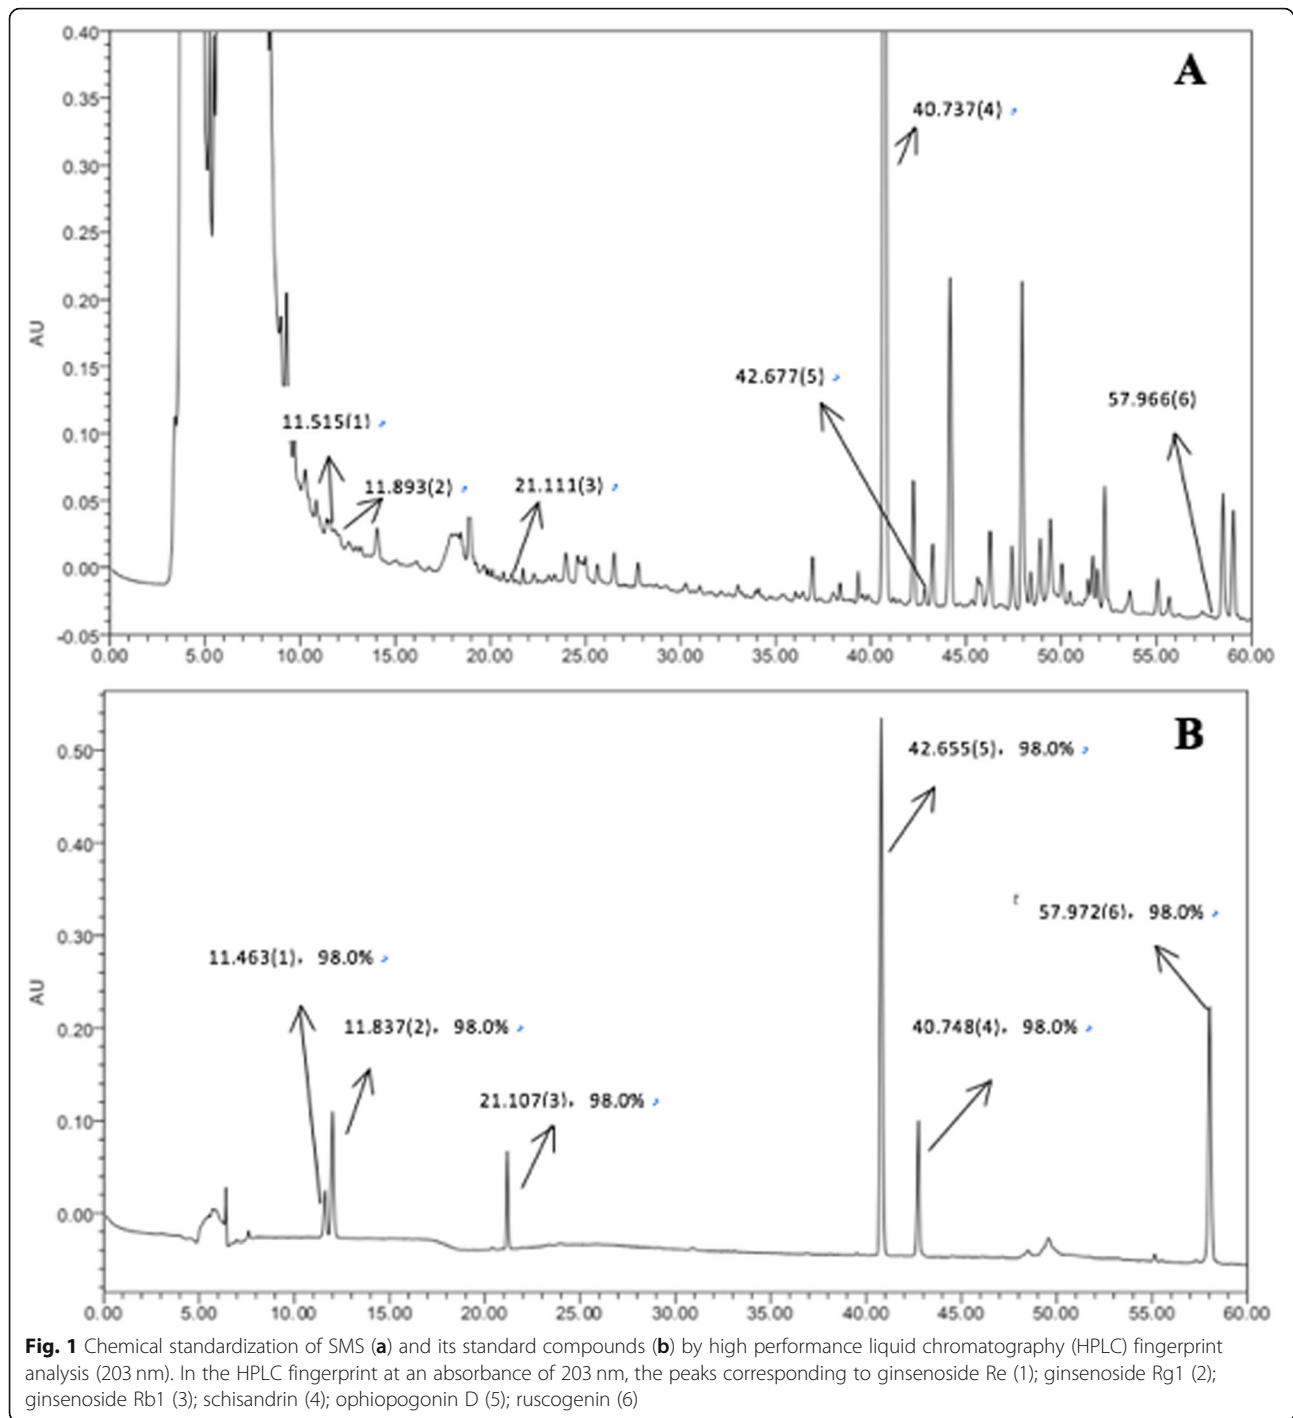 A
0.40
0.35
0.30
0.25
0.20
0.15
0.10
0.05
0.00
-0.05
AU
40.737(4)
42.677(5)
57.966(6)
11.515(1)
11.893(2)
21.111(3)
0.00 5.00 10.00 15.00 20.00 25.00 30.00 35.00 40.00 45.00 50.00 55.00 60.00
B
0.50
0.40
0.30
0.20
0.10
0.00
AU
42.655(5), 98.0%
t
57.972(6), 98.0%
11.463(1), 98.0%
11.837(2), 98.0%
40.748(4), 98.0%
21.107(3), 98.0%
0.00 5.00 10.00 15.00 20.00 25.00 30.00 35.00 40.00 45.00 50.00 55.00 60.00
Fig. 1 Chemical standardization of SMS (a) and its standard compounds (b) by high performance liquid chromatography (HPLC) fingerprint
analysis (203 nm). In the HPLC fingerprint at an absorbance of 203 nm, the peaks corresponding to ginsenoside Re (1); ginsenoside Rg1 (2);
ginsenoside Rb1 (3); schisandrin (4); ophiopogonin D (5); ruscogenin (6)